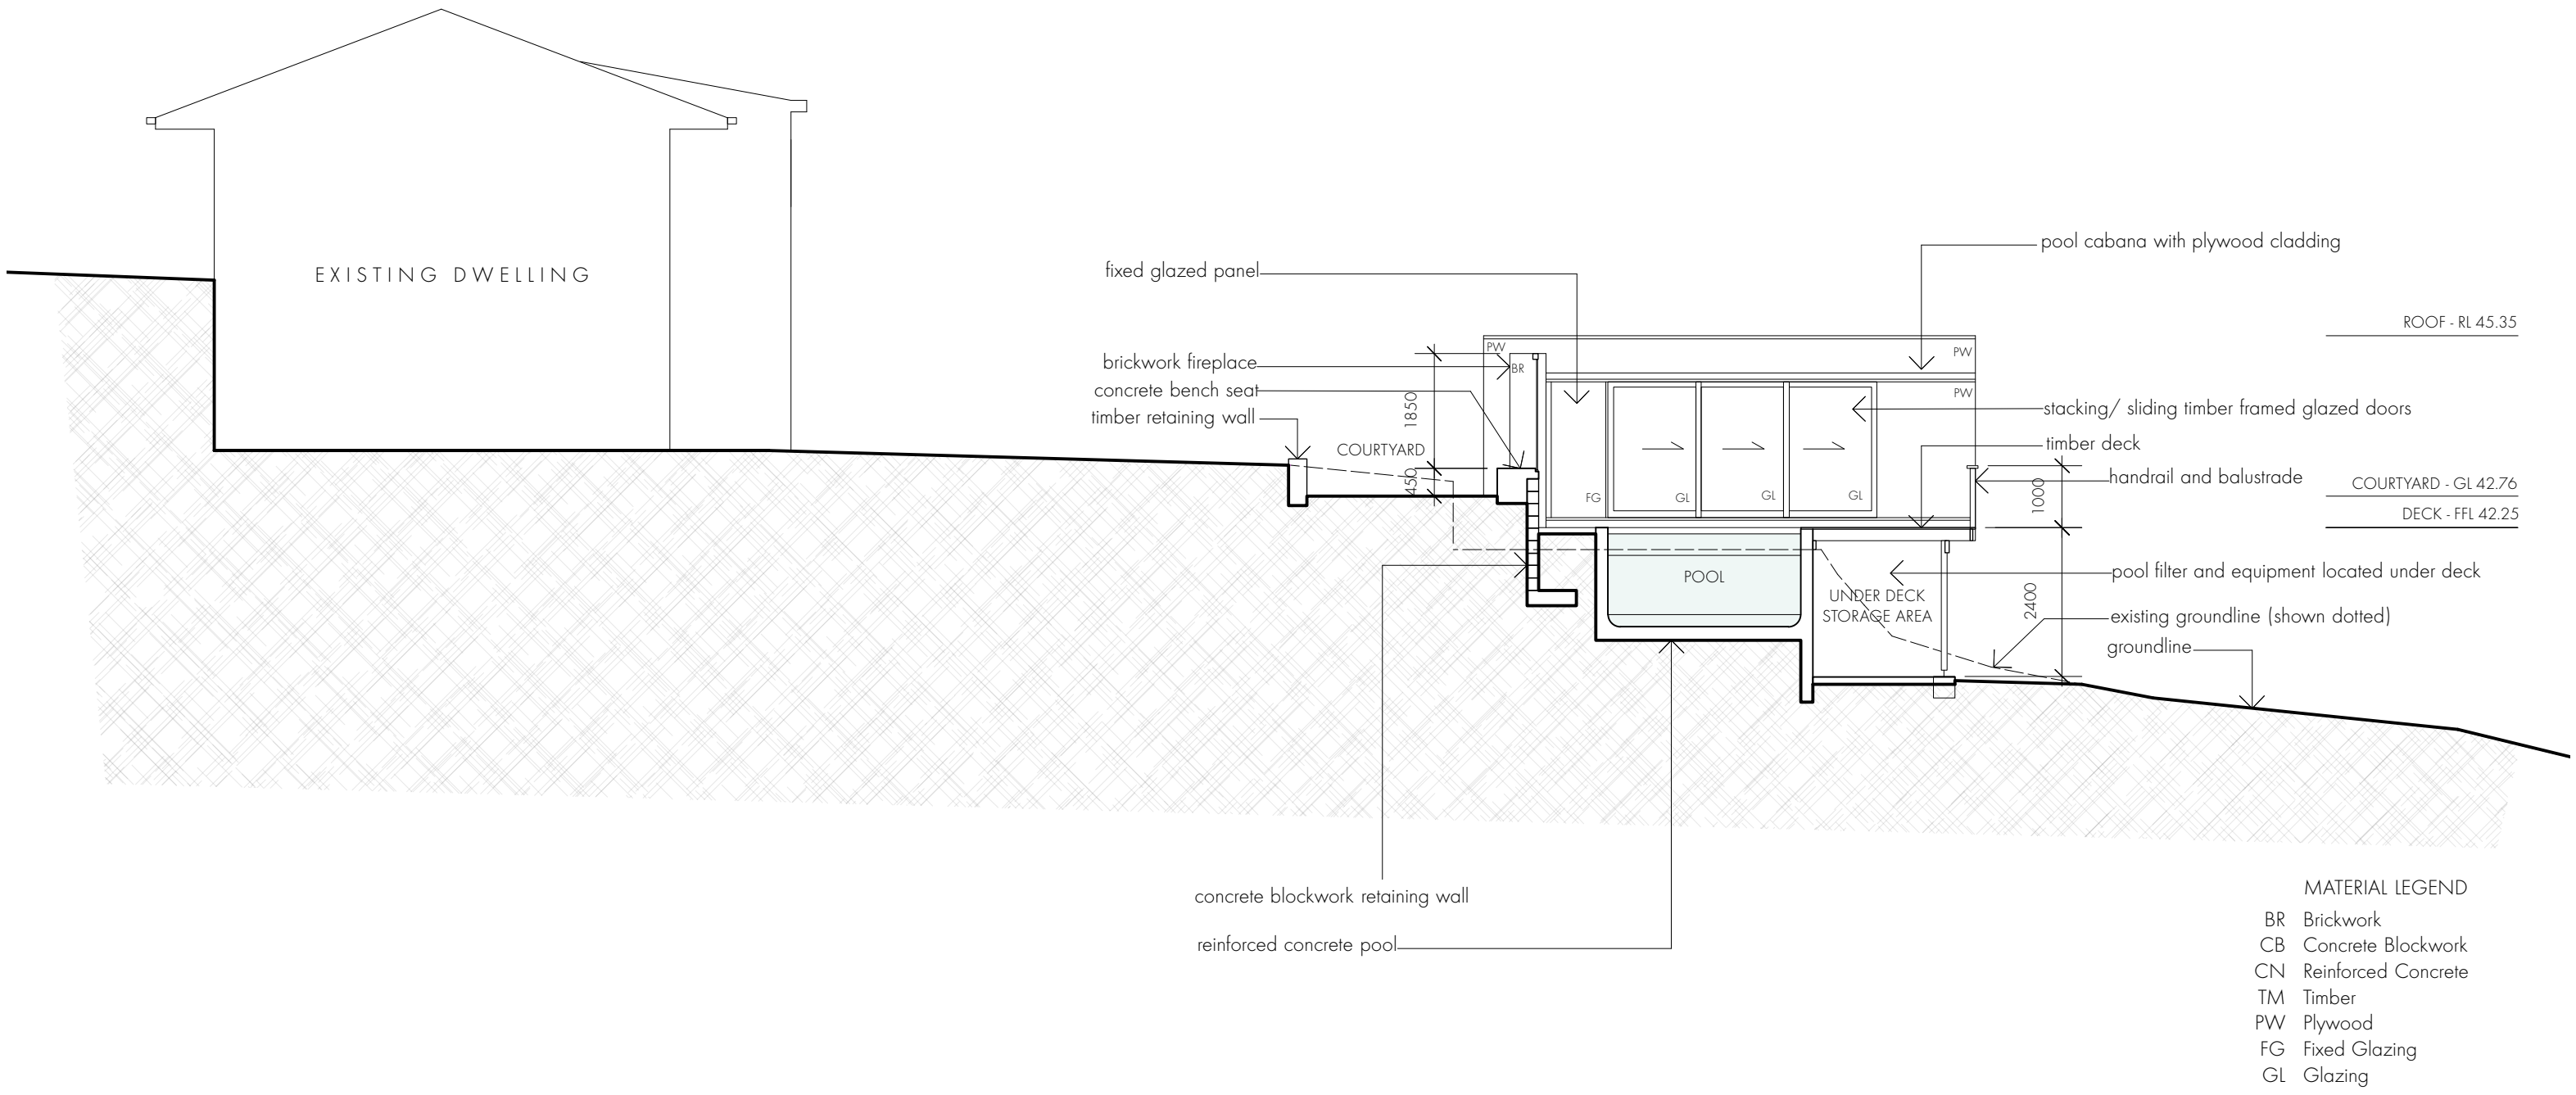 EXISTING DWELLING
pool cabana with plywood cladding
fixed glazed panel
ROOF - RL 45.35
PW
PW
brickwork fireplace
BR
concrete bench seat
PW
1850
stacking/ sliding timber framed glazed doors
timber retaining wall
COURTYARD
timber deck
450
handrail and balustrade
COURTYARD - GL 42.76
1000
FG
GL
GL
GL
DECK - FFL 42.25
POOL
pool filter and equipment located under deck
UNDER DECK
STORAGE AREA
2400
existing groundline (shown dotted)
groundline
concrete blockwork retaining wall
reinforced concrete pool
MATERIAL LEGEND
BR Brickwork
CB Concrete Blockwork
CN Reinforced Concrete
TM Timber
PW Plywood
FG Fixed Glazing
GL Glazing